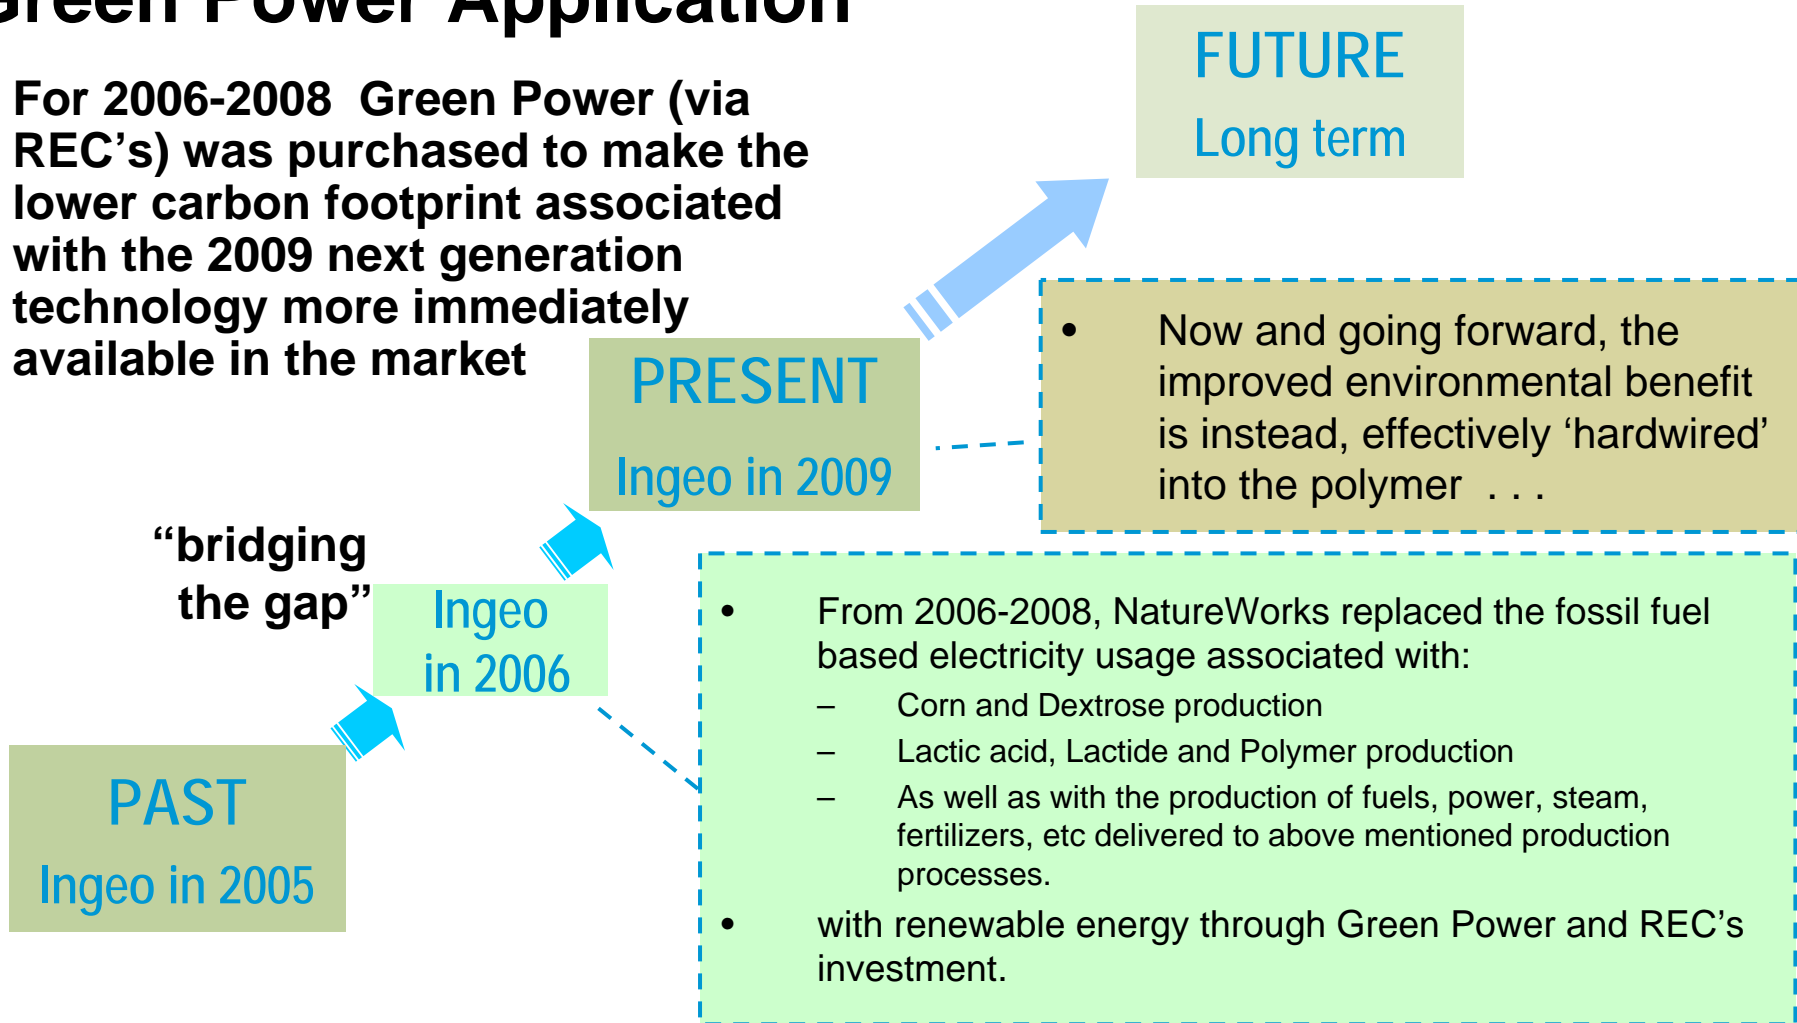 Green Power Application
For 2006-2008 Green Power (via
REC’s) was purchased to make the
lower carbon footprint associated
with the 2009 next generation
technology more immediately
available in the market
FUTURE
Long term
PRESENT
Ingeo in 2009
• Now and going forward, the
improved environmental benefit
is instead, effectively ‘hardwired’
into the polymer . . .
“bridging
the gap”
Ingeo
in 2006
PAST
Ingeo in 2005
• From 2006-2008, NatureWorks replaced the fossil fuel
based electricity usage associated with:
– Corn and Dextrose production
– Lactic acid, Lactide and Polymer production
– As well as with the production of fuels, power, steam,
fertilizers, etc delivered to above mentioned production
processes.
• with renewable energy through Green Power and REC’s
investment.